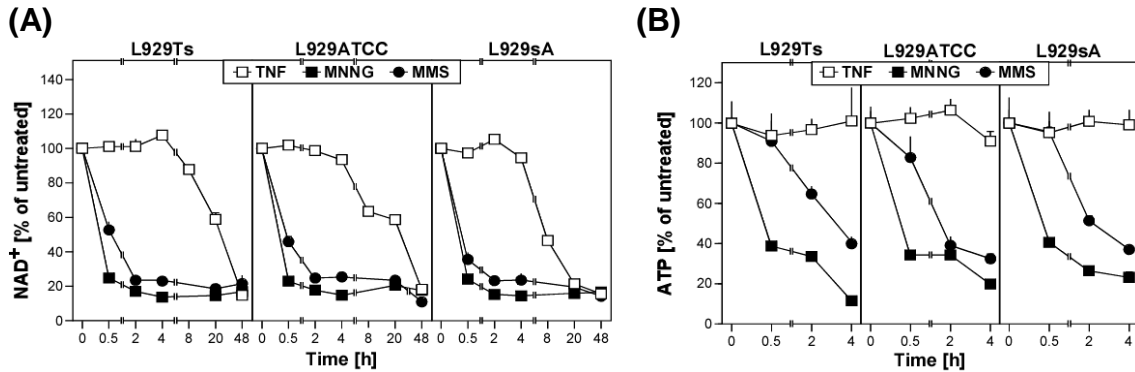 (A)
L929Ts L929ATCC L929sA
TNF MNNG MMS
NAD+ [% of untreated]
140
120
100
80
60
40
20
0
0 0.5 2 4 8 20 48 0 0.5 2 4 8 20 48 0 0.5 2 4 8 20 48
Time [h]
(B)
L929Ts L929ATCC L929sA
TNF MNNG MMS
ATP [% of untreated]
120
100
80
60
40
20
0
0 0.5 2 4 0 0.5 2 4 0 0.5 2 4
Time [h]